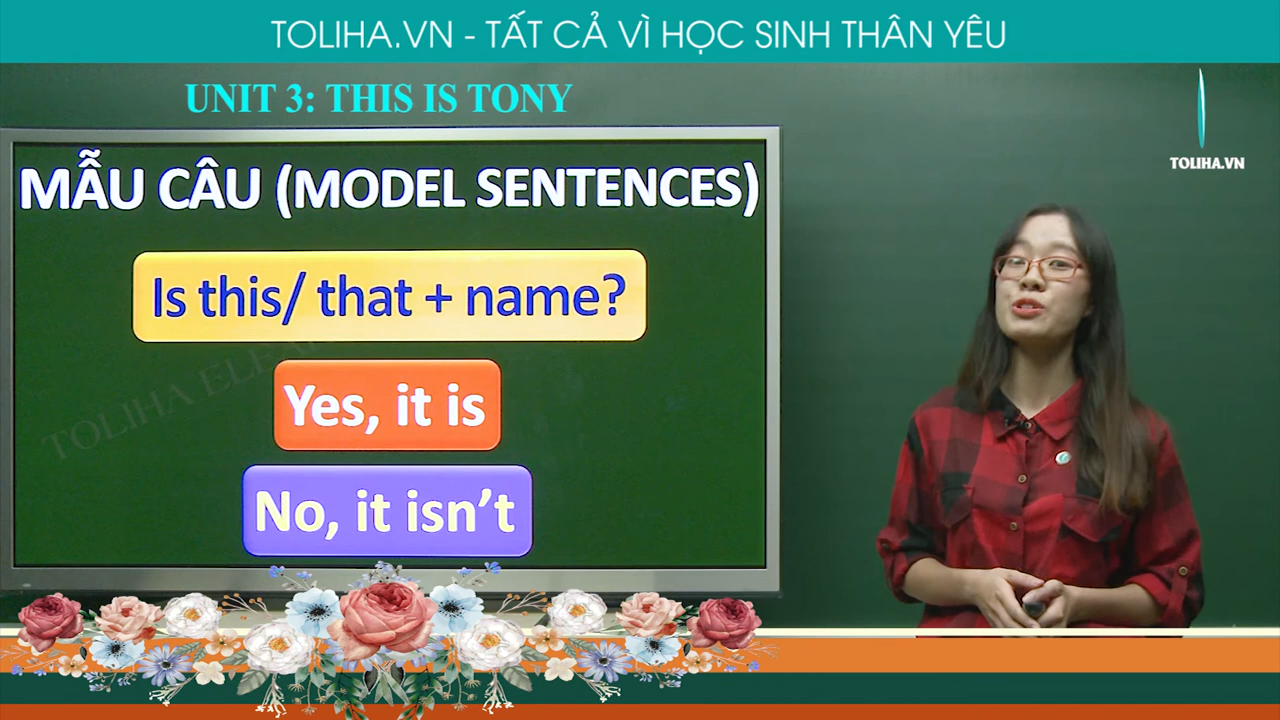 TOLIHA.VN - TẤT CẢ VÌ HỌC SINH THÂN YÊU
UNIT 3: THIS IS TONY
TOLIHA.VN
MẪU CÂU (MODEL SENTENCES)
Is this/ that + name?
Yes, it is
No, it isn't